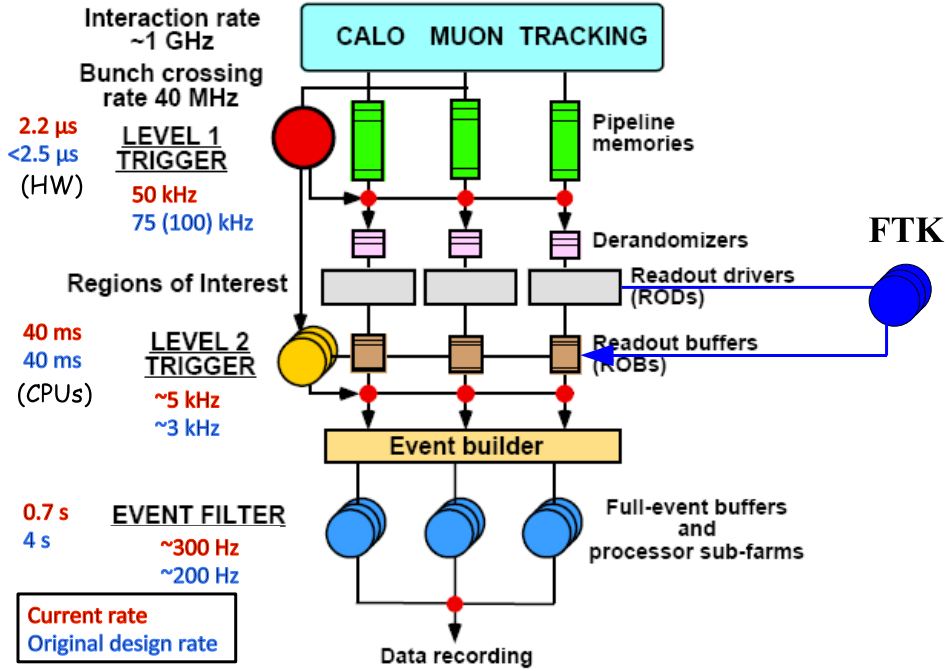 Interaction rate
~1 GHz
CALO MUON TRACKING
Bunch crossing
rate 40 MHz
2.2 µs
<2.5 µs
(HW)
LEVEL 1
TRIGGER
50 kHz
75 (100) kHz
Pipeline
memories
Derandomizers
FTK
Regions of Interest
Readout drivers
(RODs)
40 ms
40 ms
(CPUs)
LEVEL 2
TRIGGER
~5 kHz
~3 kHz
Readout buffers
(ROBs)
Event builder
0.7 s
4 s
EVENT FILTER
~300 Hz
~200 Hz
Full-event buffers
and
processor sub-farms
Current rate
Original design rate
Data recording